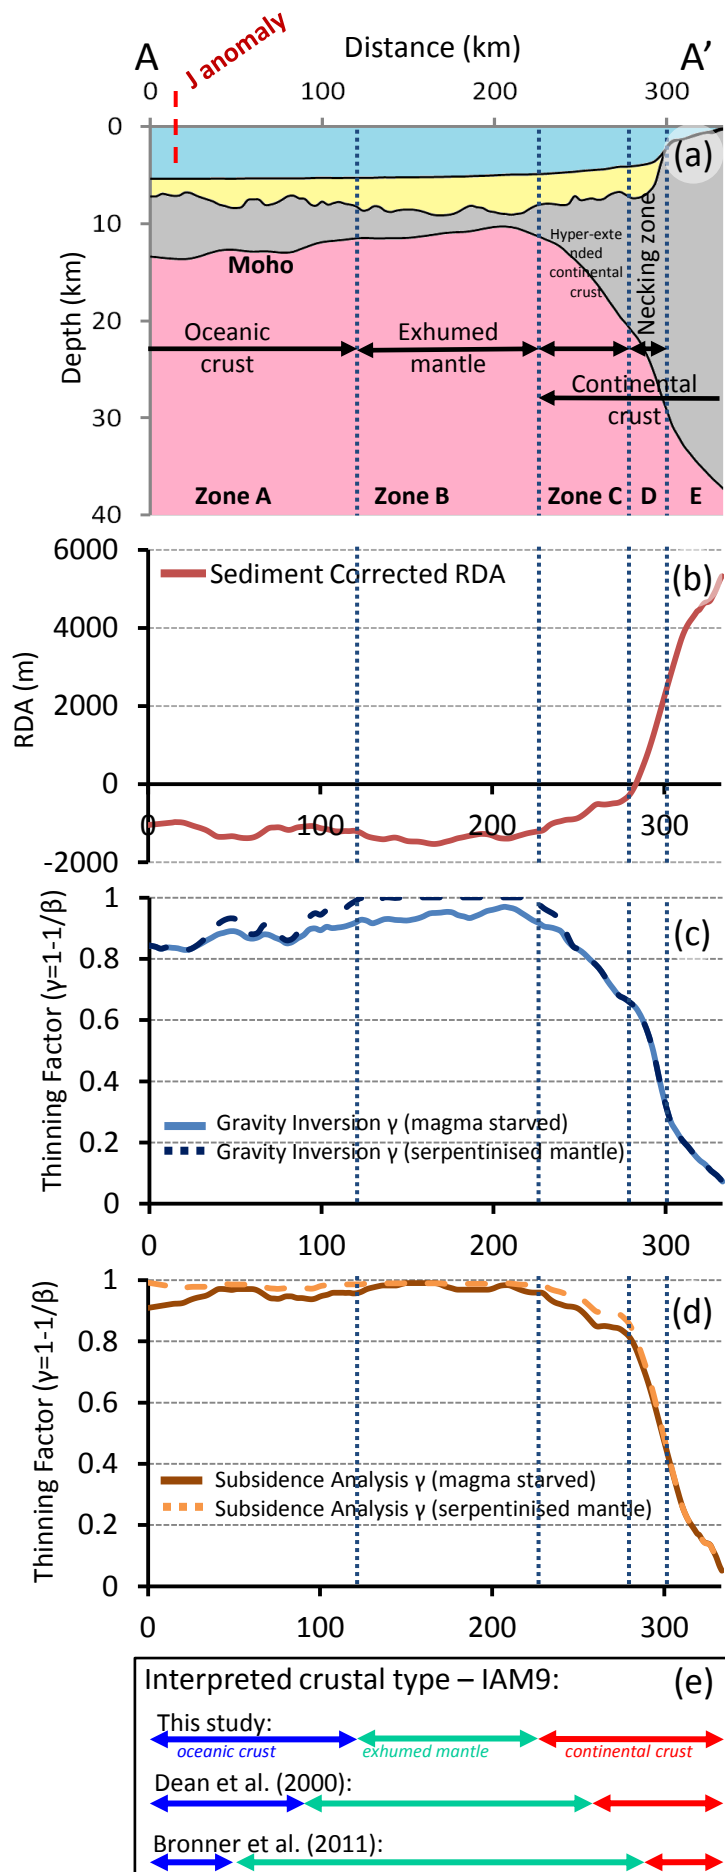 J anomaly
A Distance (km) A’
0 100 200 300
(a)
0
10
20
30
40
Depth (km)
Moho
Hyper-exte
nded
continental
crust
Necking zone
Oceanic
crust
Exhumed
mantle
Continental
crust
Zone A Zone B Zone C D E
(b)
Sediment Corrected RDA
6000
4000
2000
0
-2000
RDA (m)
0 100 200 300
(c)
1
0.8
0.6
0.4
0.2
0
Thinning Factor (γ=1-1/β)
Gravity Inversion γ (magma starved)
Gravity Inversion γ (serpentinised mantle)
0 100 200 300
(d)
1
0.8
0.6
0.4
0.2
0
Thinning Factor (γ=1-1/β)
Subsidence Analysis γ (magma starved)
Subsidence Analysis γ (serpentinised mantle)
0 100 200 300
Interpreted crustal type – IAM9: (e)
This study:
oceanic crust exhumed mantle continental crust
Dean et al. (2000):
Bronner et al. (2011):